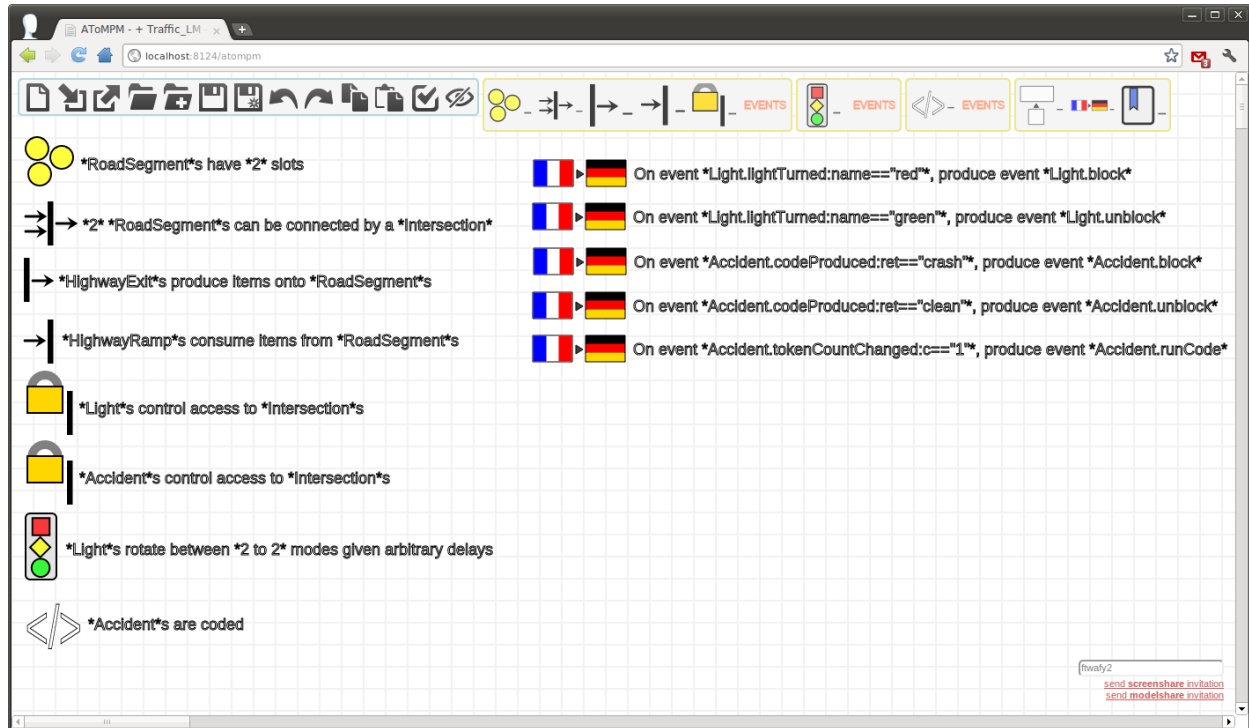 AToMPM - + Traffic_LM
localhost:8124/atompm
3
EVENTS
EVENTS
</> EVENTS
*RoadSegment*s have *2* slots
*2* *RoadSegment*s can be connected by a *Intersection*
*HighwayExit*s produce items onto *RoadSegment*s
*HighwayRamp*s consume items from *RoadSegment*s
*Light*s control access to *Intersection*s
*Accident*s control access to *Intersection*s
*Light*s rotate between *2 to 2* modes given arbitrary delays
</> *Accident*s are coded
On event *Light.lightTurned:name=="red"*, produce event *Light.block*
On event *Light.lightTurned:name=="green"*, produce event *Light.unblock*
On event *Accident.codeProduced:ret=="crash"*, produce event *Accident.block*
On event *Accident.codeProduced:ret=="clean"*, produce event *Accident.unblock*
On event *Accident.tokenCountChanged:c=="1"*, produce event *Accident.runCode*
ftwafy2
send screenshare invitation
send modelshare invitation